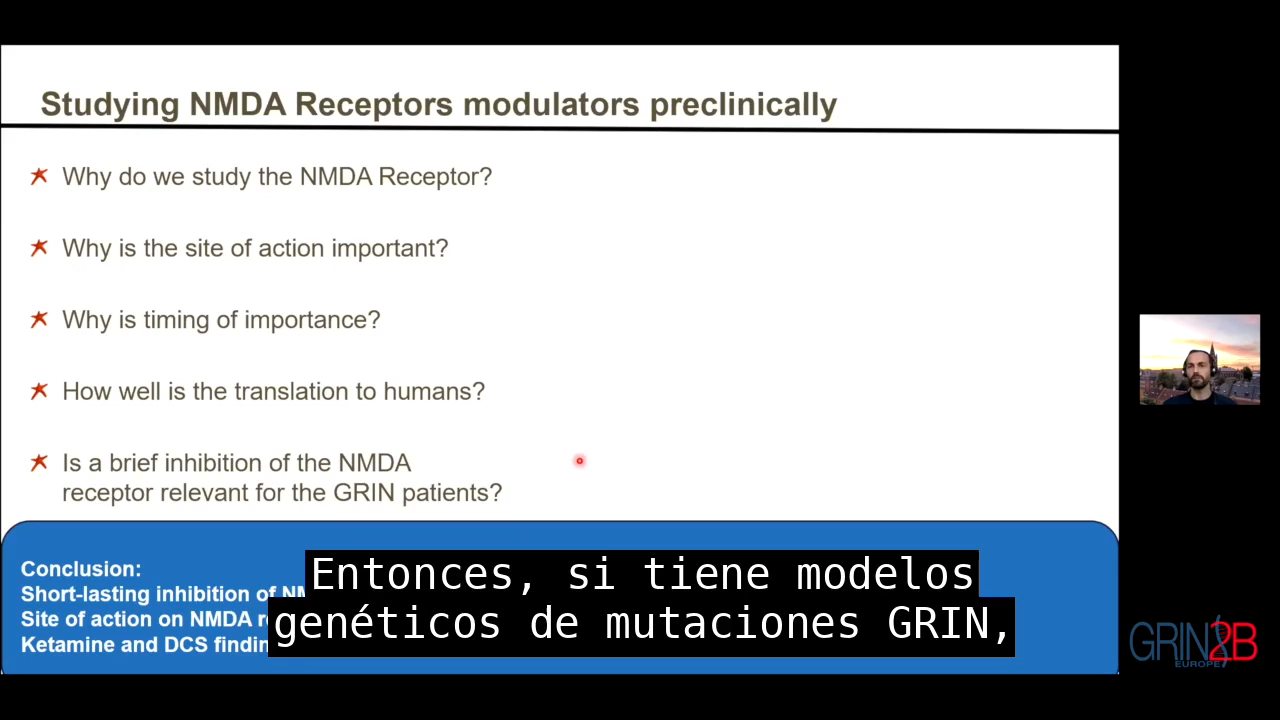 Studying NMDA Receptors modulators preclinically
Why do we study the NMDA Receptor?
Why is the site of action important?
Why is timing of importance?
How well is the translation to humans?
Is a brief inhibition of the NMDA
receptor relevant for the GRIN patients?
Conclusion:
Short-lasting inhibition of
Site of action on NMDA
Ketamine and DCS
Entonces, si tiene modelos
genéticos de mutaciones GRIN,
GRIN2B
EUROPE